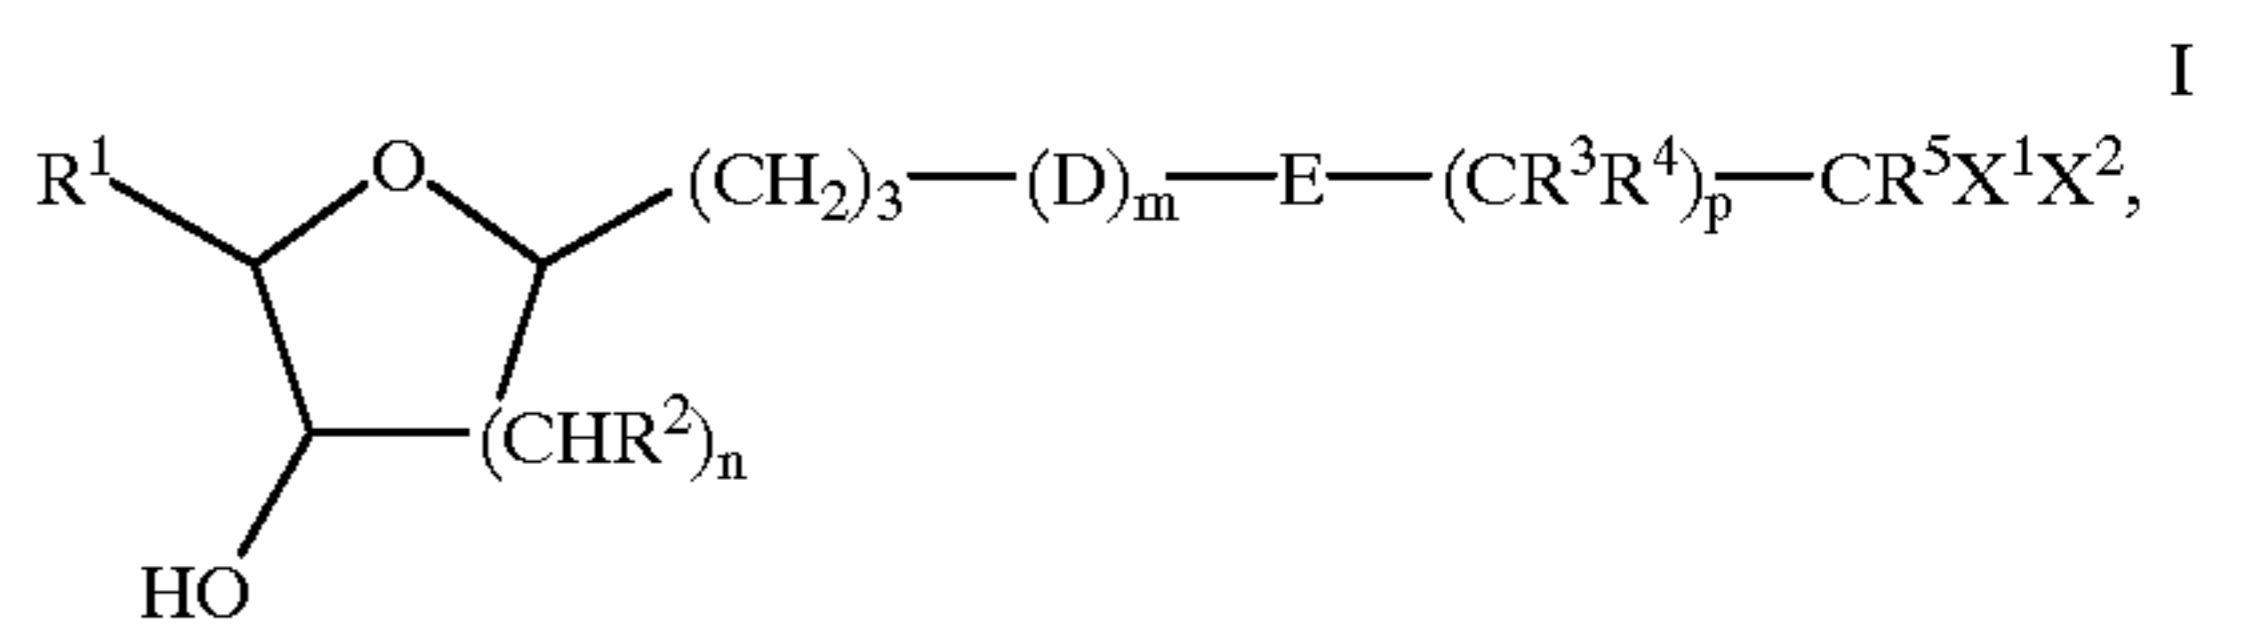 I
R¹ O (CH₂)₃—(D)ₘ—E—(CR³R⁴)ₚ—CR⁵X¹X²,
(CHR²)ₙ
HO